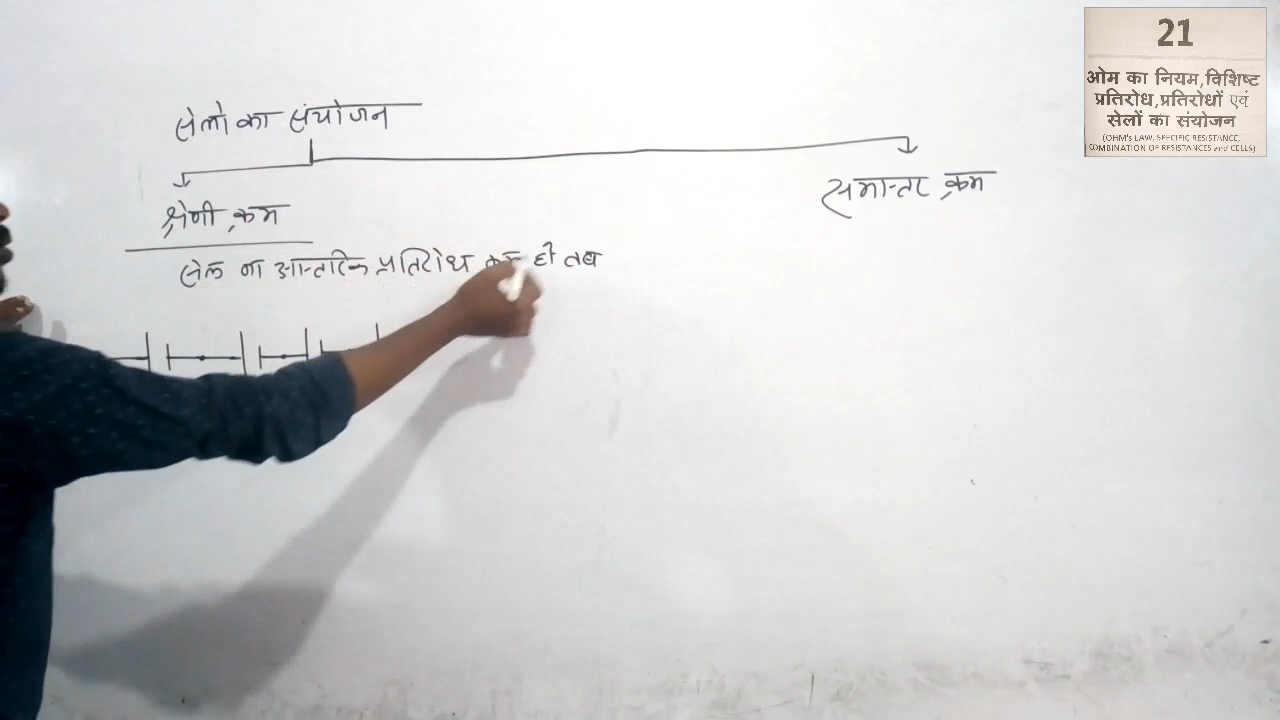 सेलो का संयोजन
श्रेणी क्रम
समान्तर क्रम
सेल का आन्तरिक प्रतिरोध हो तब
21
ओम का नियम,विशिष्ट
प्रतिरोध,प्रतिरोधों एवं
सेलों का संयोजन
(OHM's LAW, SPECIFIC RESISTANCE,
COMBINATION OF RESISTANCES and CELLS)